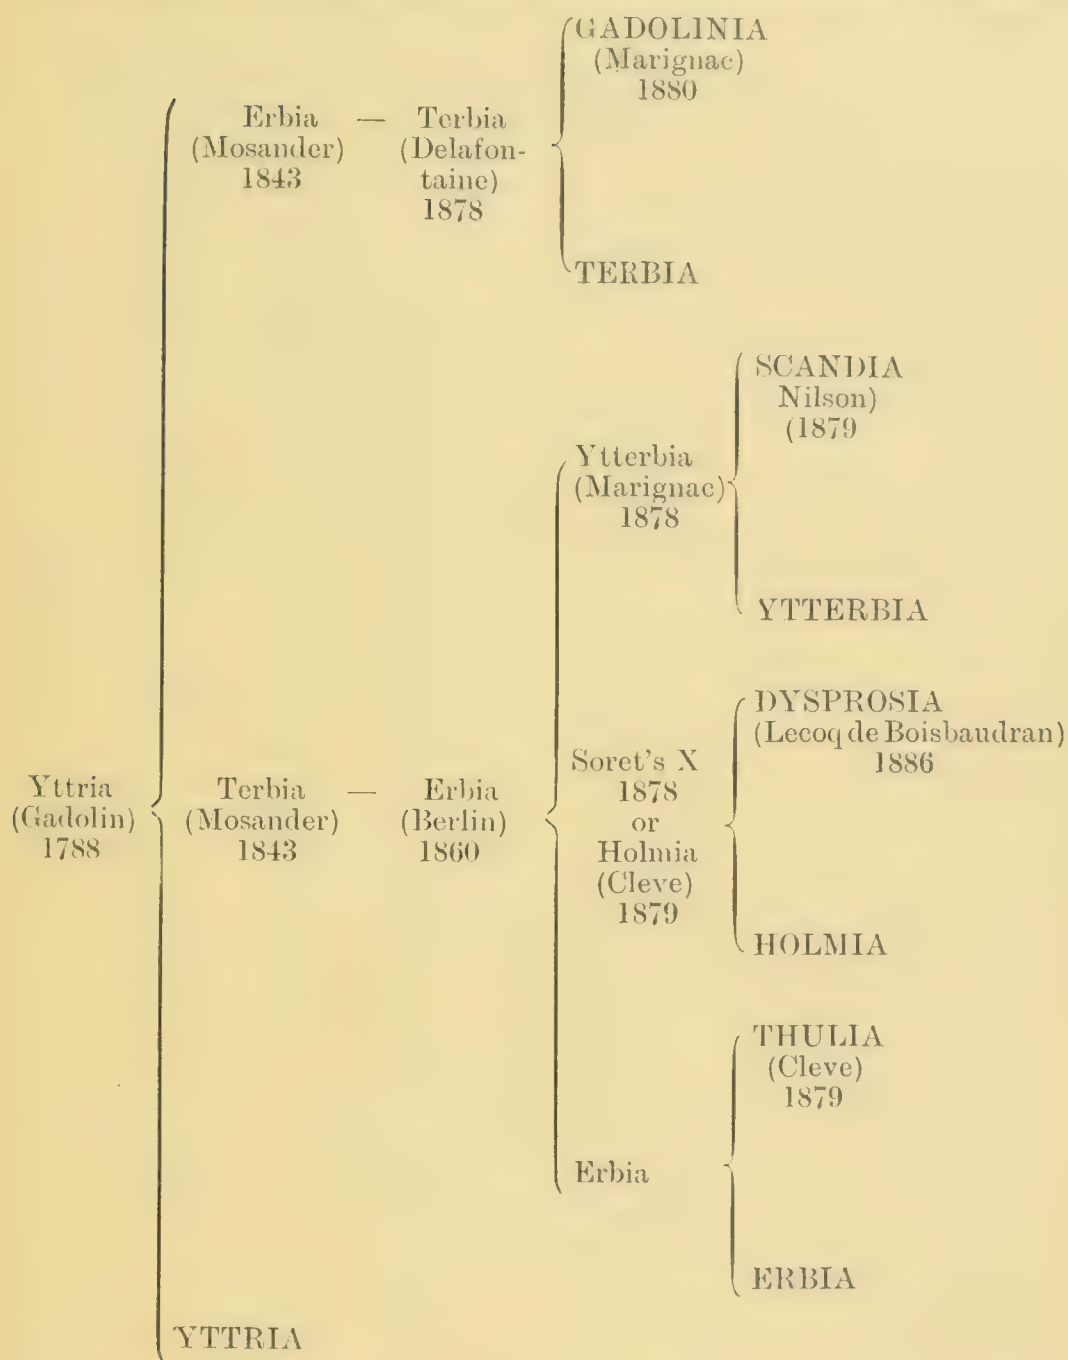 GADOLINIA
(Marignac)
1880
Erbia — Terbia
(Mosander) (Delafon-
1843 taine)
1878
TERBIA
SCANDIA
Nilson)
(1879
Ytterbia
(Marignac)
1878
YTTERBIA
DYSPROSIA
(Lecoq de Boisbaudran)
1886
Soret's X
1878
or
Holmia
(Cleve)
1879
Yttria Terbia — Erbia
(Gadolin) (Mosander) (Berlin)
1788 1843 1860
HOLMIA
THULIA
(Cleve)
1879
Erbia
ERBIA
YTTRIA